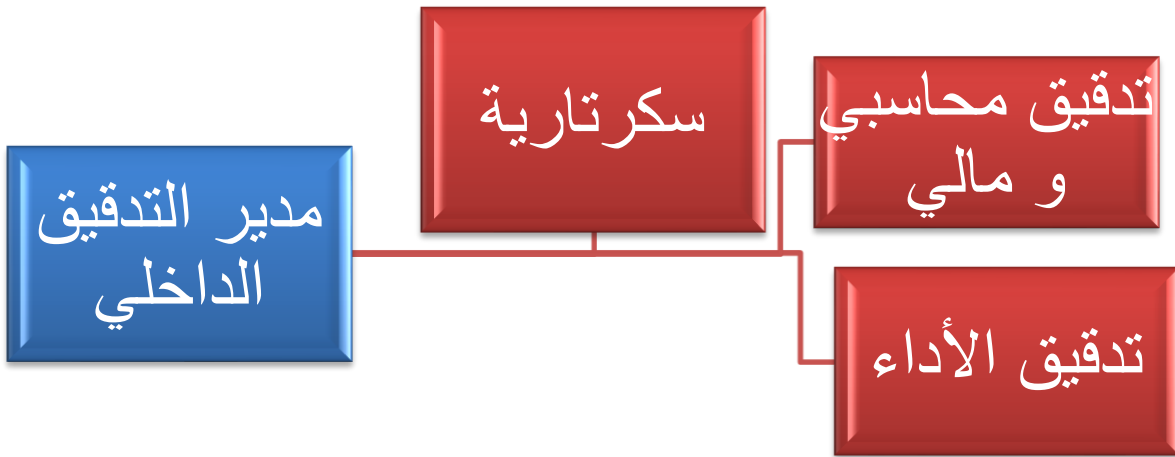 سكرتارية
تدقيق محاسبي
و مالي
مدير التدقيق
الداخلي
تدقيق الأداء